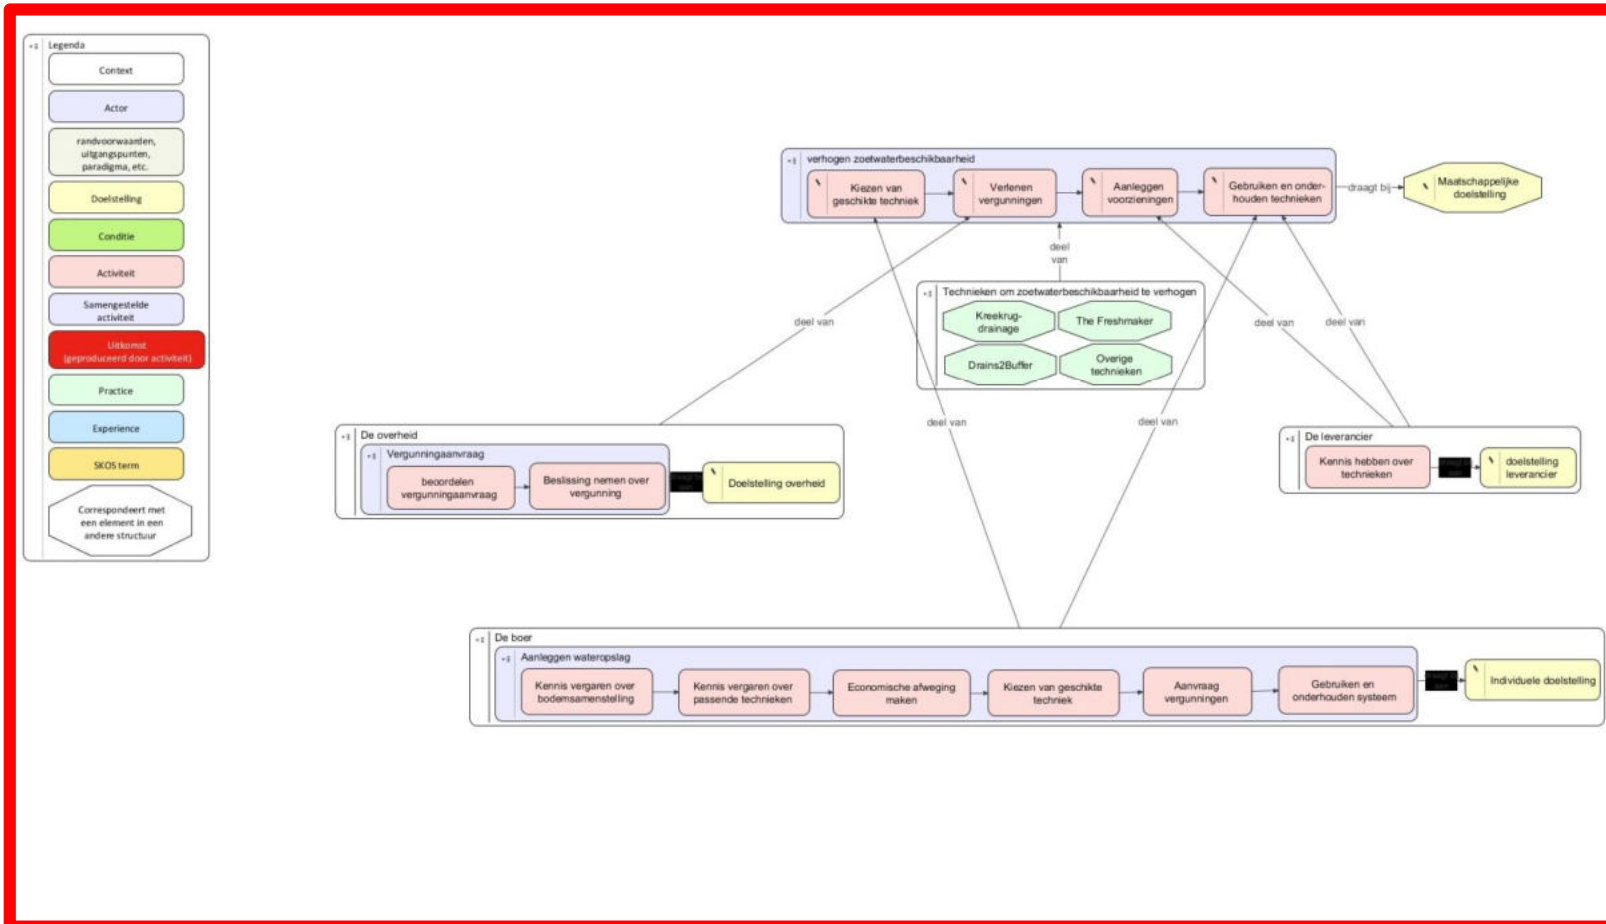 Legenda
Context
Actor
randvoorwaarden,
uitgangspunten,
paradigma, etc.
Doelstelling
Conditie
Activiteit
Samengestelde
activiteit
Uitkomst
(geproduceerd door activiteit)
Practice
Experience
SKOS term
Correspondeert met
een element in een
andere structuur
verhogen zoetwaterbeschikbaarheid
Kiezen van
geschikte techniek
Verlenen
vergunningen
Aanleggen
voorzieningen
Gebruiken en onder-
houden technieken
draagt bij
Maatschappelijke
doelstelling
deel
van
Technieken om zoetwaterbeschikbaarheid te verhogen
Kreekrug-
drainage
The Freshmaker
Drains2Buffer
Overige
technieken
deel van
deel van
deel van
deel van
deel van
De overheid
Vergunningaanvraag
beoordelen
vergunningaanvraag
Beslissing nemen over
vergunning
Doelstelling overheid
De leverancier
Kennis hebben over
technieken
doelstelling
leverancier
De boer
Aanleggen wateropslag
Kennis vergaren over
bodemsamenstelling
Kennis vergaren over
passende technieken
Economische afweging
maken
Kiezen van geschikte
techniek
Aanvraag
vergunningen
Gebruiken en
onderhouden systeem
Individuele doelstelling